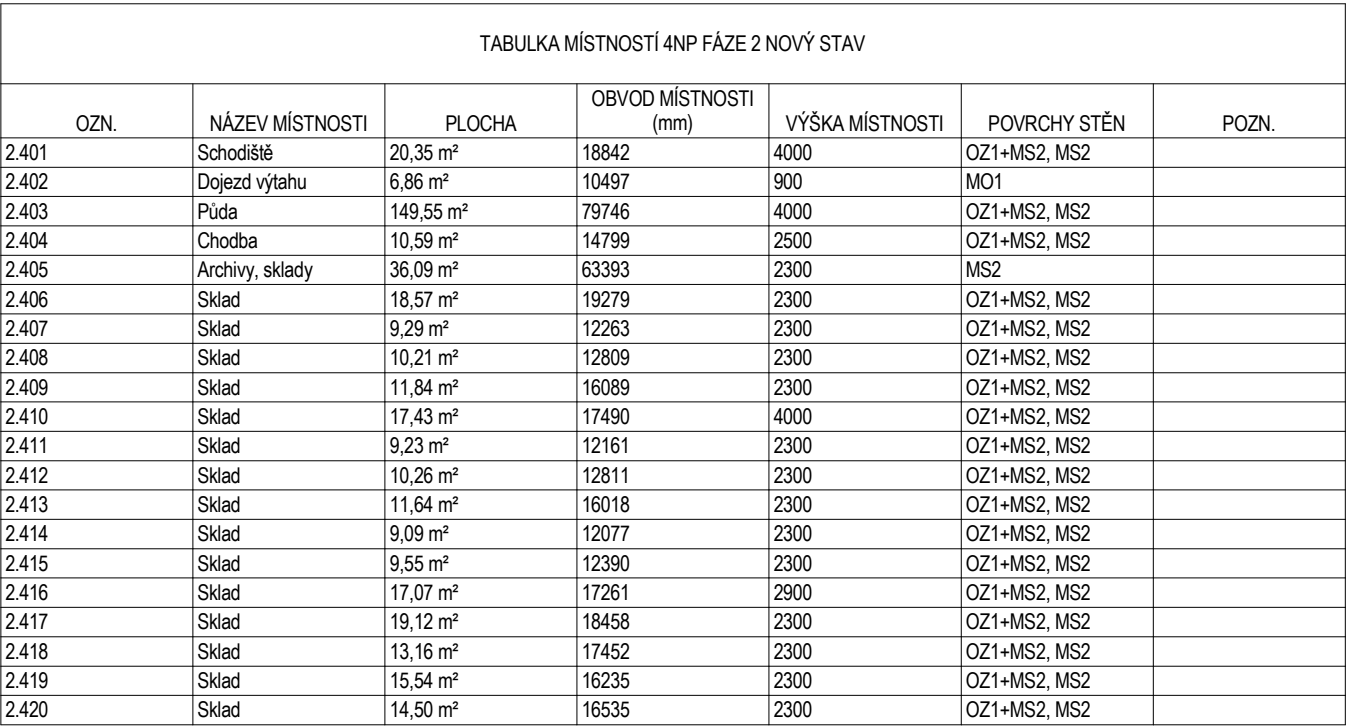 TABULKA MÍSTNOSTÍ 4NP FÁZE 2 NOVÝ STAV
OZN. NÁZEV MÍSTNOSTI PLOCHA OBVOD MÍSTNOSTI (mm) VÝŠKA MÍSTNOSTI POVRCHY STĚN POZN.
2.401 Schodiště 20,35 m² 18842 4000 OZ1+MS2, MS2
2.402 Dojezd výtahu 6,86 m² 10497 900 MO1
2.403 Půda 149,55 m² 79746 4000 OZ1+MS2, MS2
2.404 Chodba 10,59 m² 14799 2500 OZ1+MS2, MS2
2.405 Archivy, sklady 36,09 m² 63393 2300 MS2
2.406 Sklad 18,57 m² 19279 2300 OZ1+MS2, MS2
2.407 Sklad 9,29 m² 12263 2300 OZ1+MS2, MS2
2.408 Sklad 10,21 m² 12809 2300 OZ1+MS2, MS2
2.409 Sklad 11,84 m² 16089 2300 OZ1+MS2, MS2
2.410 Sklad 17,43 m² 17490 4000 OZ1+MS2, MS2
2.411 Sklad 9,23 m² 12161 2300 OZ1+MS2, MS2
2.412 Sklad 10,26 m² 12811 2300 OZ1+MS2, MS2
2.413 Sklad 11,64 m² 16018 2300 OZ1+MS2, MS2
2.414 Sklad 9,09 m² 12077 2300 OZ1+MS2, MS2
2.415 Sklad 9,55 m² 12390 2300 OZ1+MS2, MS2
2.416 Sklad 17,07 m² 17261 2900 OZ1+MS2, MS2
2.417 Sklad 19,12 m² 18458 2300 OZ1+MS2, MS2
2.418 Sklad 13,16 m² 17452 2300 OZ1+MS2, MS2
2.419 Sklad 15,54 m² 16235 2300 OZ1+MS2, MS2
2.420 Sklad 14,50 m² 16535 2300 OZ1+MS2, MS2